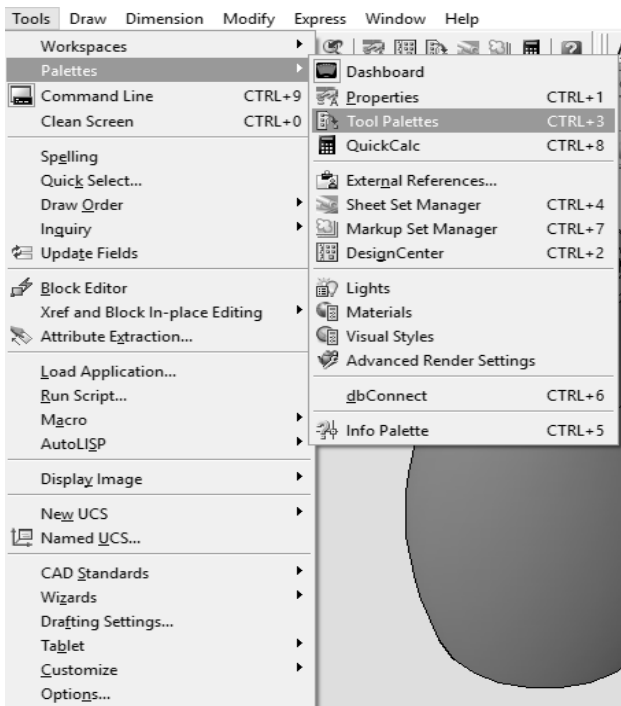 Tools Draw Dimension Modify Express Window Help
Workspaces
Palettes
Command Line CTRL+9
Clean Screen CTRL+0
Spelling
Quick Select...
Draw Order
Inquiry
Update Fields
Block Editor
Xref and Block In-place Editing
Attribute Extraction...
Load Application...
Run Script...
Macro
AutoLISP
Display Image
New UCS
Named UCS...
CAD Standards
Wizards
Drafting Settings...
Tablet
Customize
Options...
Dashboard
Properties CTRL+1
Tool Palettes CTRL+3
QuickCalc CTRL+8
External References...
Sheet Set Manager CTRL+4
Markup Set Manager CTRL+7
DesignCenter CTRL+2
Lights
Materials
Visual Styles
Advanced Render Settings
dbConnect CTRL+6
Info Palette CTRL+5